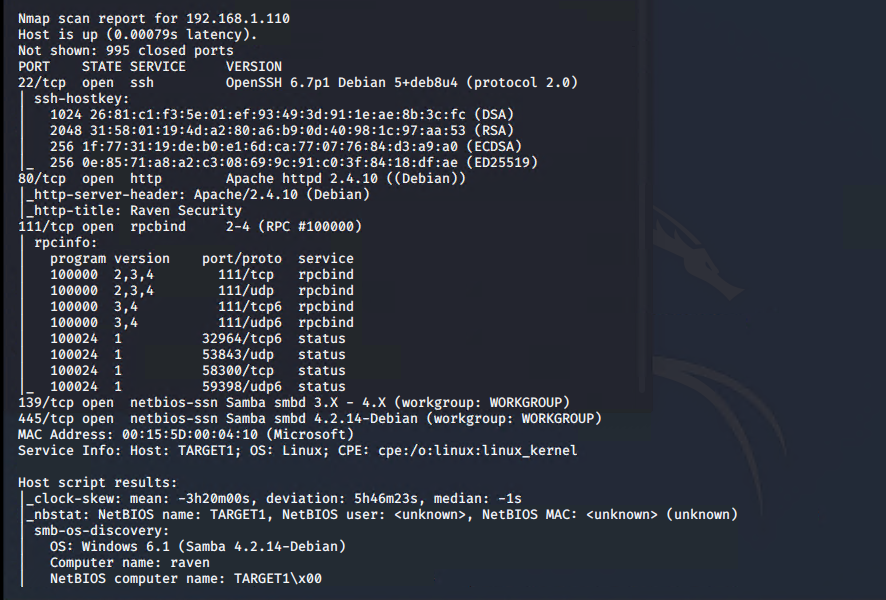 Nmap scan report for 192.168.1.110
Host is up (0.00079s latency).
Not shown: 995 closed ports
PORT    STATE SERVICE     VERSION
22/tcp  open  ssh         OpenSSH 6.7p1 Debian 5+deb8u4 (protocol 2.0)
| ssh-hostkey:
|   1024 26:81:c1:f3:5e:01:ef:93:49:3d:91:1e:ae:8b:3c:fc (DSA)
|   2048 31:58:01:19:4d:a2:80:a6:b9:0d:40:98:1c:97:aa:53 (RSA)
|   256 1f:77:31:19:de:b0:e1:6d:ca:77:07:76:84:d3:a9:a0 (ECDSA)
|_  256 0e:85:71:a8:a2:c3:08:69:9c:91:c0:3f:84:18:df:ae (ED25519)
80/tcp  open  http        Apache httpd 2.4.10 ((Debian))
|_http-server-header: Apache/2.4.10 (Debian)
|_http-title: Raven Security
111/tcp open  rpcbind     2-4 (RPC #100000)
| rpcinfo:
|   program version    port/proto  service
|   100000  2,3,4        111/tcp   rpcbind
|   100000  2,3,4        111/udp   rpcbind
|   100000  3,4          111/tcp6  rpcbind
|   100000  3,4          111/udp6  rpcbind
|   100024  1          32964/tcp6  status
|   100024  1          53843/udp   status
|   100024  1          58300/tcp   status
|_  100024  1          59398/udp6  status
139/tcp open  netbios-ssn Samba smbd 3.X - 4.X (workgroup: WORKGROUP)
445/tcp open  netbios-ssn Samba smbd 4.2.14-Debian (workgroup: WORKGROUP)
MAC Address: 00:15:5D:00:04:10 (Microsoft)
Service Info: Host: TARGET1; OS: Linux; CPE: cpe:/o:linux:linux_kernel

Host script results:
|_clock-skew: mean: -3h20m00s, deviation: 5h46m23s, median: -1s
|_nbstat: NetBIOS name: TARGET1, NetBIOS user: <unknown>, NetBIOS MAC: <unknown> (unknown)
| smb-os-discovery:
|   OS: Windows 6.1 (Samba 4.2.14-Debian)
|   Computer name: raven
|   NetBIOS computer name: TARGET1\x00